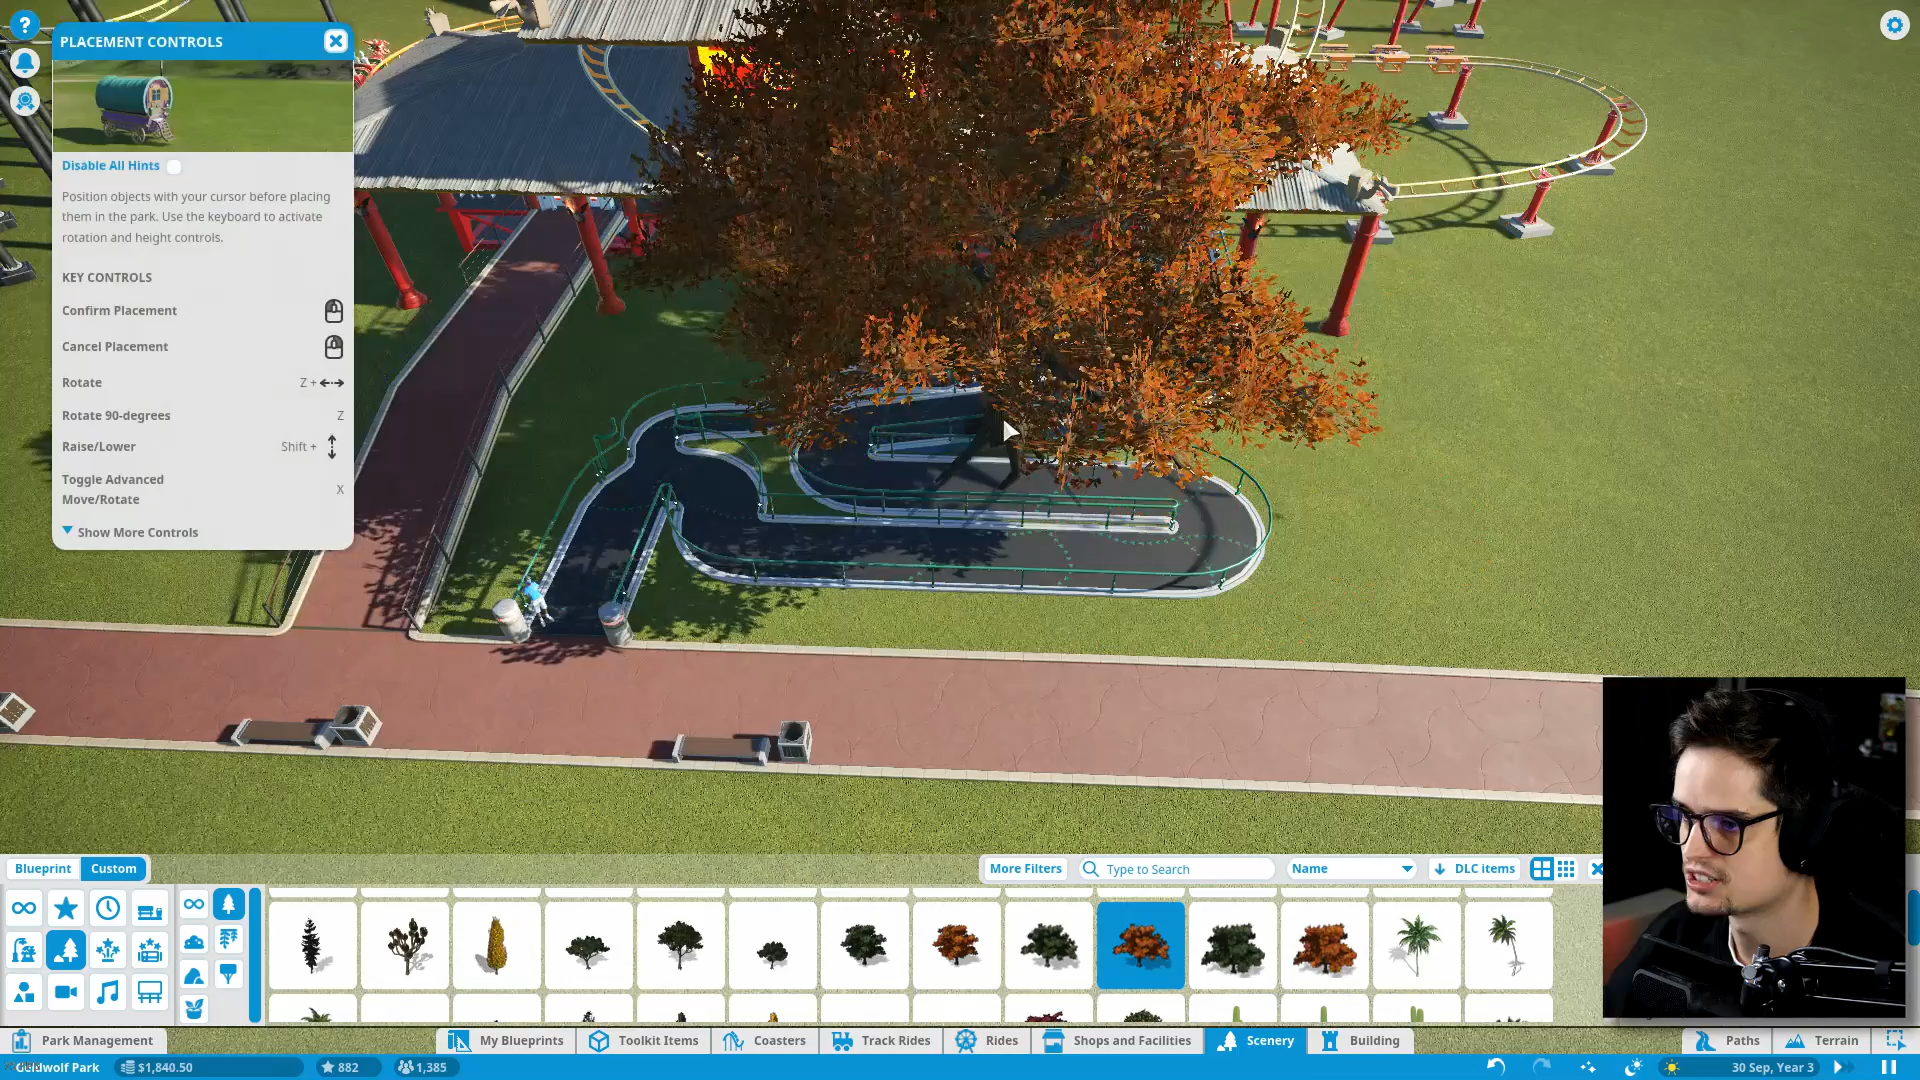 PLACEMENT CONTROLS
Disable All Hints
Position objects with your cursor before placing
them in the park. Use the keyboard to activate
rotation and height controls.
KEY CONTROLS
Confirm Placement
Cancel Placement
Rotate Z +
Rotate 90-degrees Z
Raise/Lower Shift +
Toggle Advanced
Move/Rotate X
Show More Controls
Blueprint Custom
More Filters Type to Search Name DLC items
Park Management My Blueprints Toolkit Items Coasters Track Rides Rides Shops and Facilities Scenery Building Paths Terrain
Goldwolf Park $1,840.50 882 1,385 30 Sep, Year 3